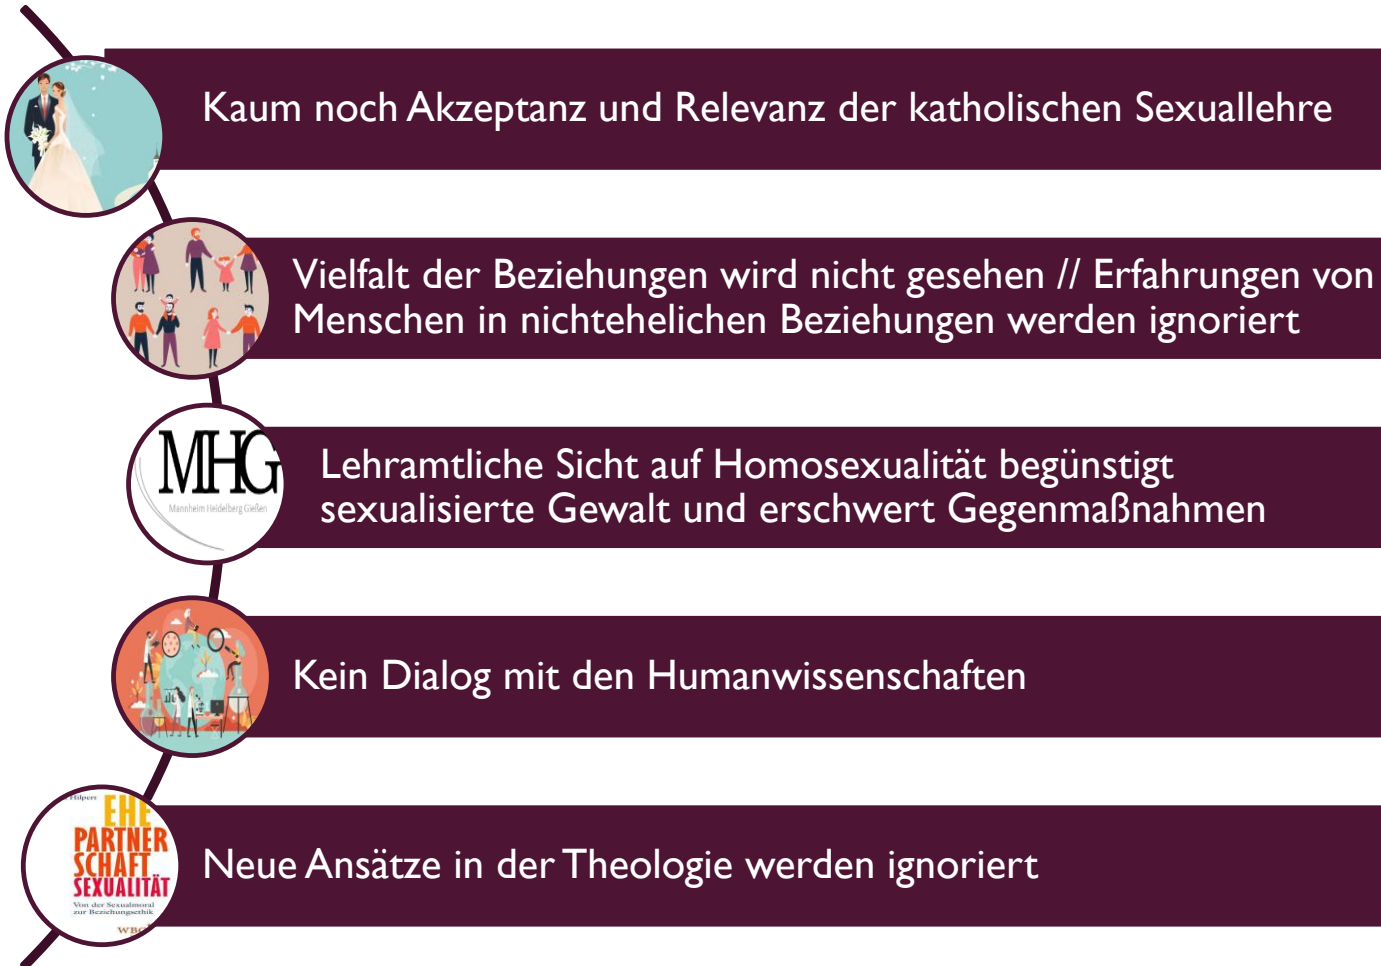 Kaum noch Akzeptanz und Relevanz der katholischen Sexuallehre
Vielfalt der Beziehungen wird nicht gesehen // Erfahrungen von
Menschen in nichtehelichen Beziehungen werden ignoriert
MHG
Mannheim Heidelberg Gießen
Lehramtliche Sicht auf Homosexualität begünstigt
sexualisierte Gewalt und erschwert Gegenmaßnahmen
Kein Dialog mit den Humanwissenschaften
Hilpert
EHE
PARTNER
SCHAFT
SEXUALITÄT
Von der Sexualmoral
zur Beziehungsethik
WBG
Neue Ansätze in der Theologie werden ignoriert